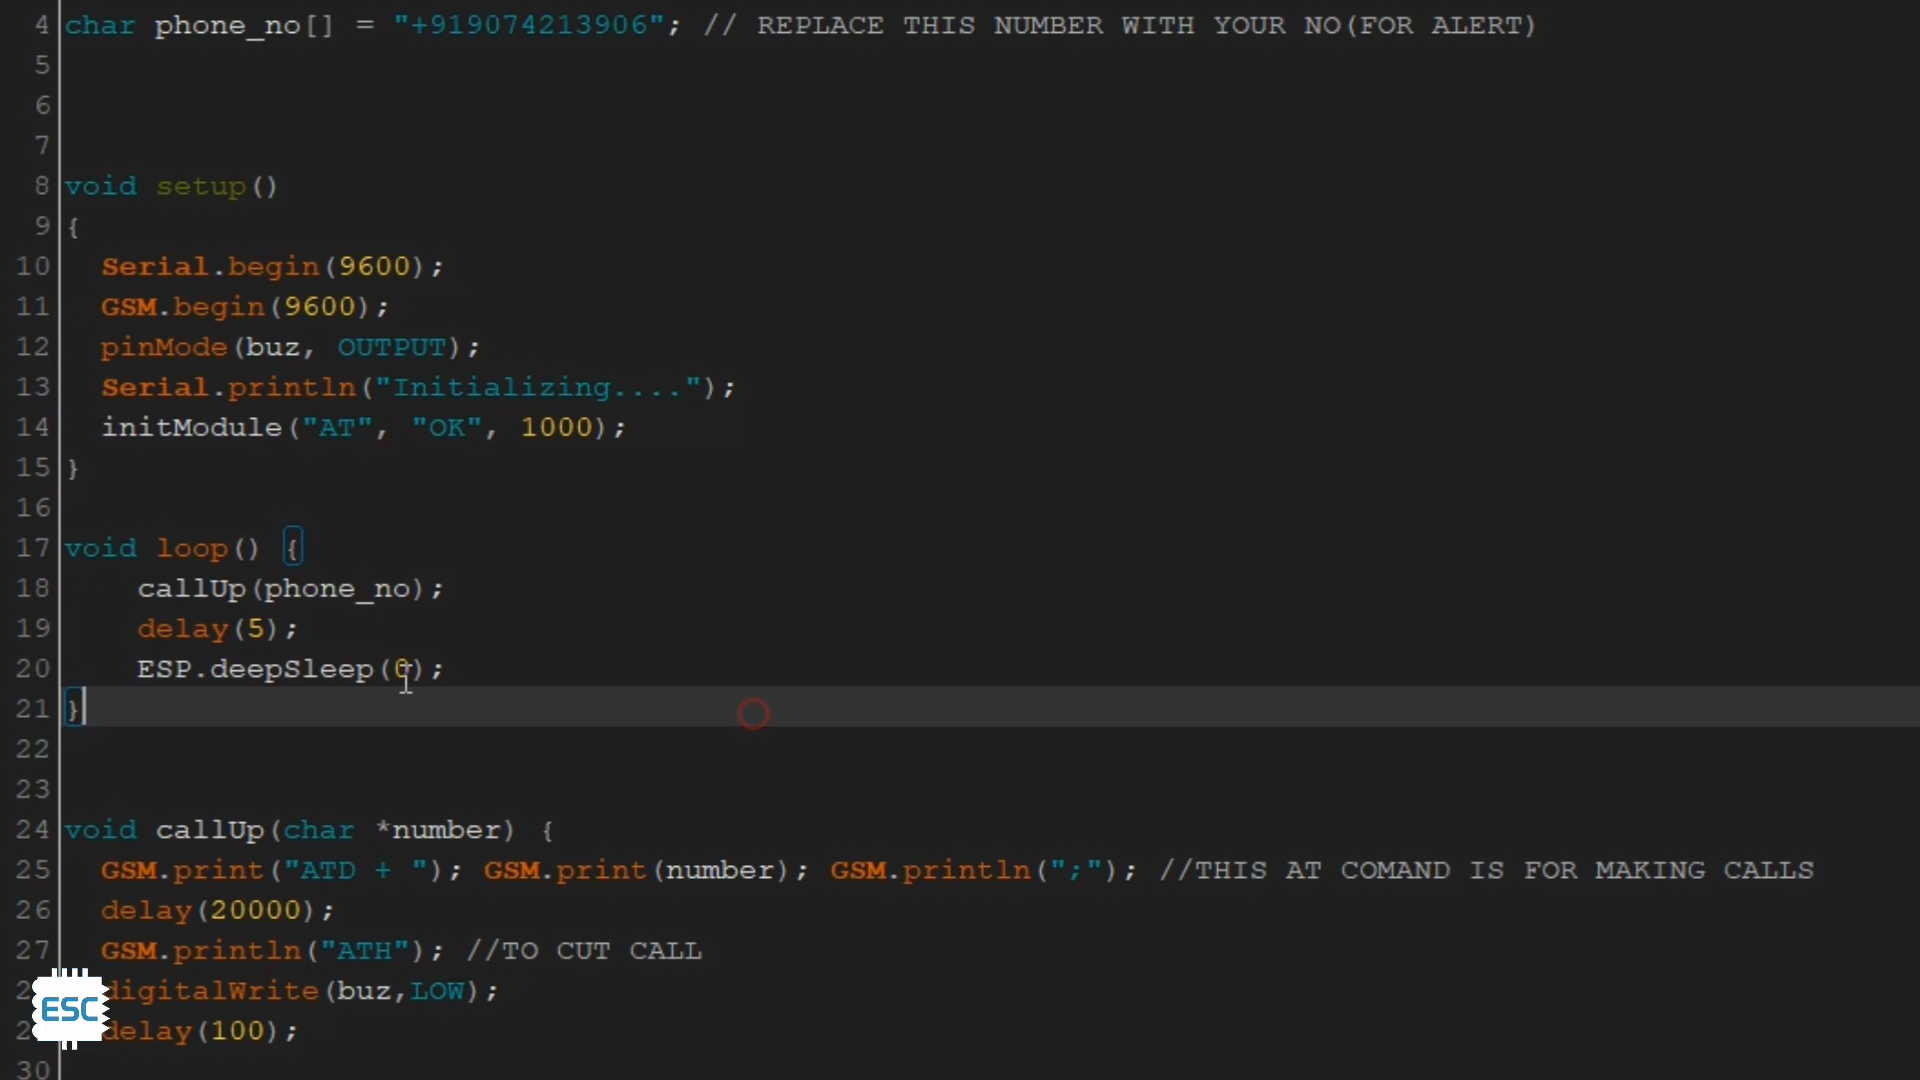 4 char phone_no[] = "+919074213906"; // REPLACE THIS NUMBER WITH YOUR NO(FOR ALERT)
5
6
7
8 void setup()
9 {
10 Serial.begin(9600);
11 GSM.begin(9600);
12 pinMode(buz, OUTPUT);
13 Serial.println("Initializing....");
14 initModule("AT", "OK", 1000);
15 }
16
17 void loop() {
18 callUp(phone_no);
19 delay(5);
20 ESP.deepSleep(0);
21 }
22
23
24 void callUp(char *number) {
25 GSM.print("ATD + "); GSM.print(number); GSM.println(";"); //THIS AT COMAND IS FOR MAKING CALLS
26 delay(20000);
27 GSM.println("ATH"); //TO CUT CALL
digitalWrite(buz,LOW);
delay(100);
30
ESC